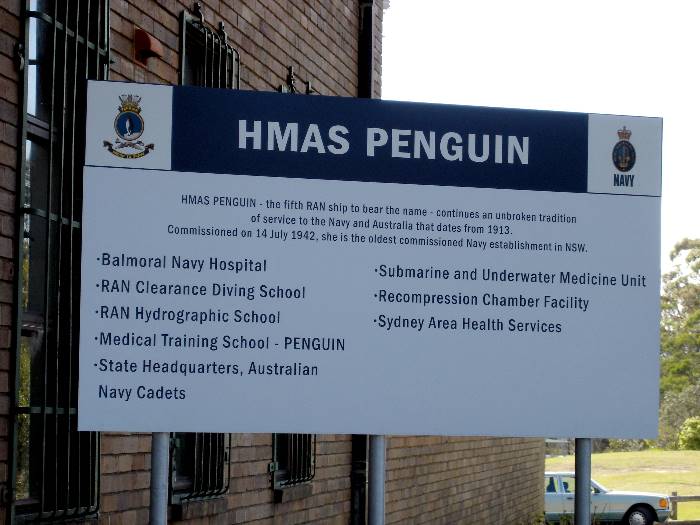 HMAS PENGUIN
NAVY
HMAS PENGUIN - the fifth RAN ship to bear the name - continues an unbroken tradition
of service to the Navy and Australia that dates from 1913.
Commissioned on 14 July 1942, she is the oldest commissioned Navy establishment in NSW.
·Balmoral Navy Hospital
·RAN Clearance Diving School
·RAN Hydrographic School
·Medical Training School - PENGUIN
·State Headquarters, Australian
Navy Cadets
·Submarine and Underwater Medicine Unit
·Recompression Chamber Facility
·Sydney Area Health Services